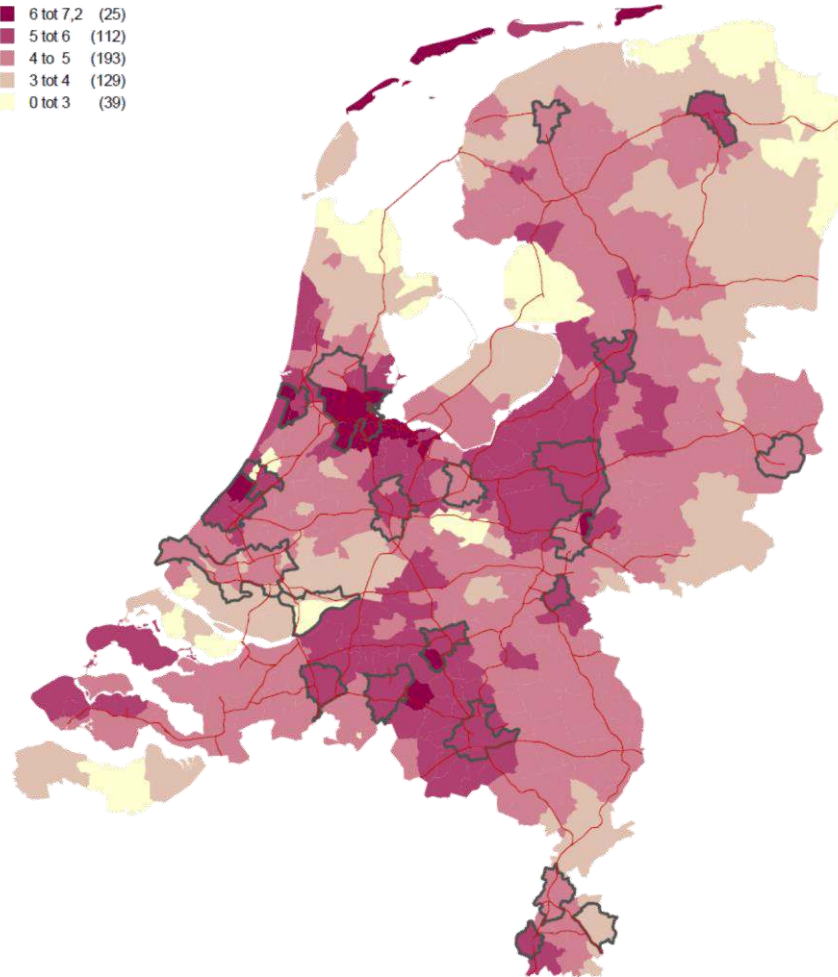 6 tot 7,2 (25)
5 tot 6 (112)
4 to 5 (193)
3 tot 4 (129)
0 tot 3 (39)